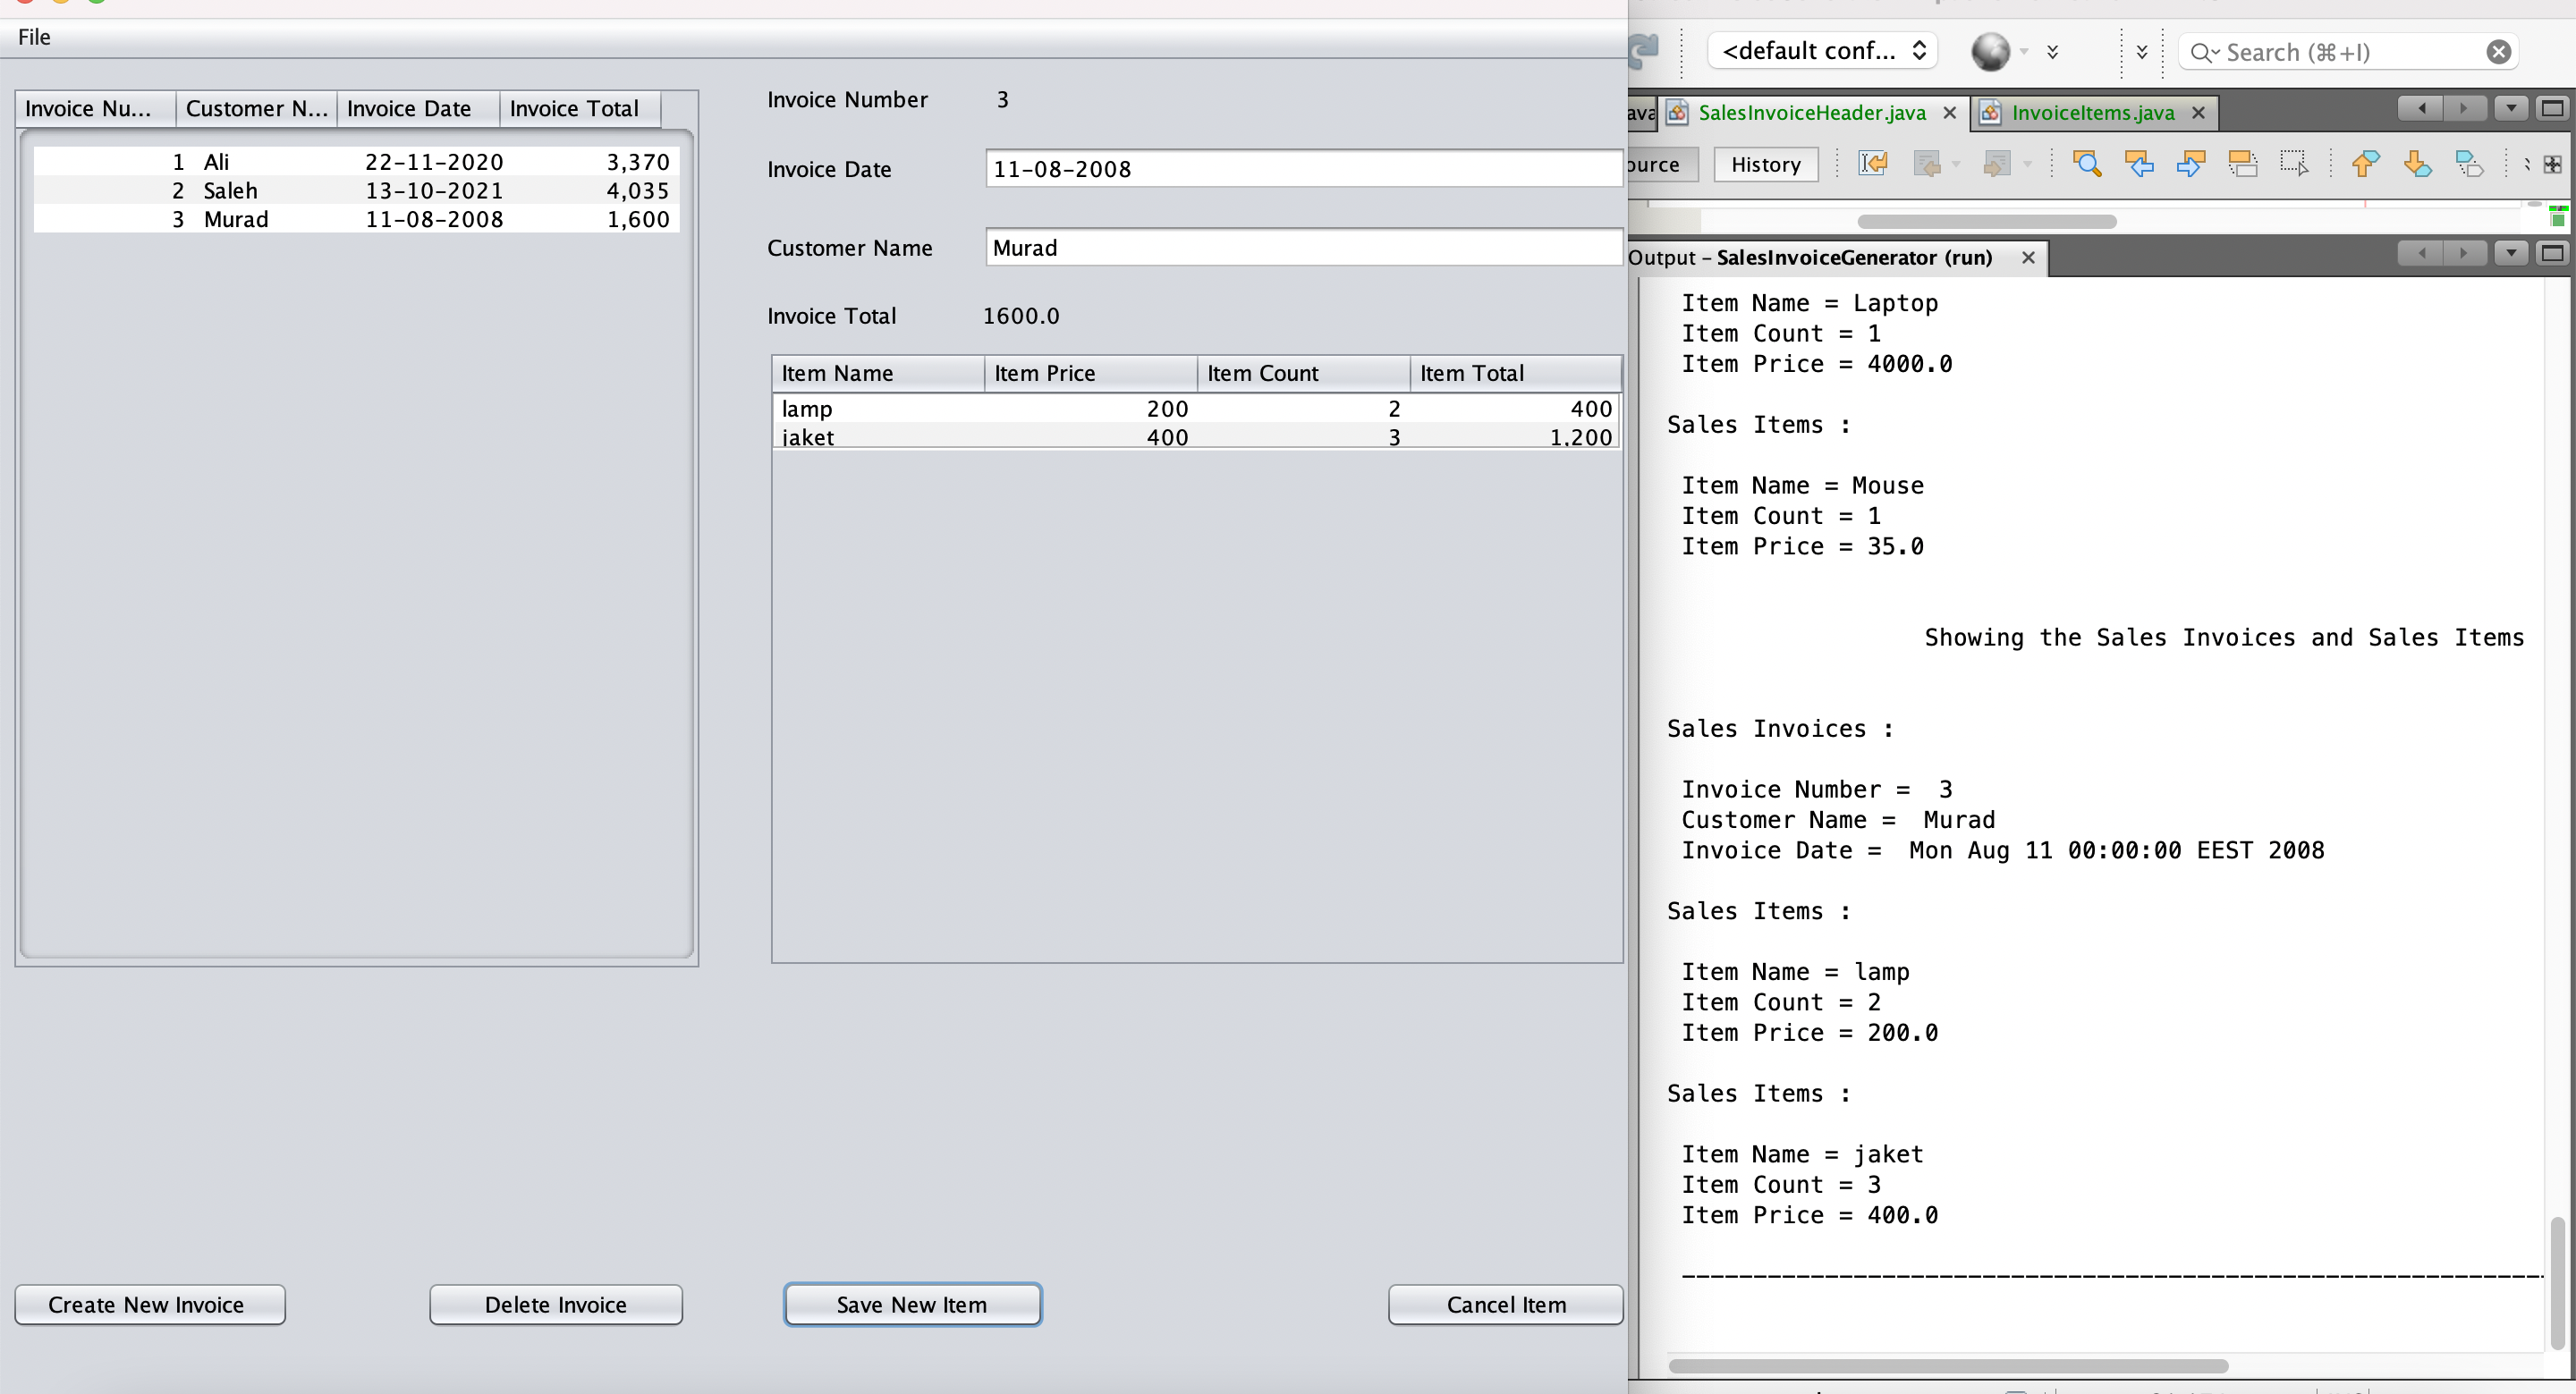 File
Invoice Nu... Customer N... Invoice Date Invoice Total
1 Ali 22-11-2020 3,370
2 Saleh 13-10-2021 4,035
3 Murad 11-08-2008 1,600
Invoice Number 3
Invoice Date 11-08-2008
Customer Name Murad
Invoice Total 1600.0
Item Name Item Price Item Count Item Total
lamp 200 2 400
jaket 400 3 1,200
Create New Invoice Delete Invoice Save New Item Cancel Item
<default conf... Search (⌘+I)
ava SalesInvoiceHeader.java InvoiceItems.java
ource History
Output - SalesInvoiceGenerator (run)
Item Name = Laptop
Item Count = 1
Item Price = 4000.0
Sales Items :
Item Name = Mouse
Item Count = 1
Item Price = 35.0
Showing the Sales Invoices and Sales Items
Sales Invoices :
Invoice Number = 3
Customer Name = Murad
Invoice Date = Mon Aug 11 00:00:00 EEST 2008
Sales Items :
Item Name = lamp
Item Count = 2
Item Price = 200.0
Sales Items :
Item Name = jaket
Item Count = 3
Item Price = 400.0